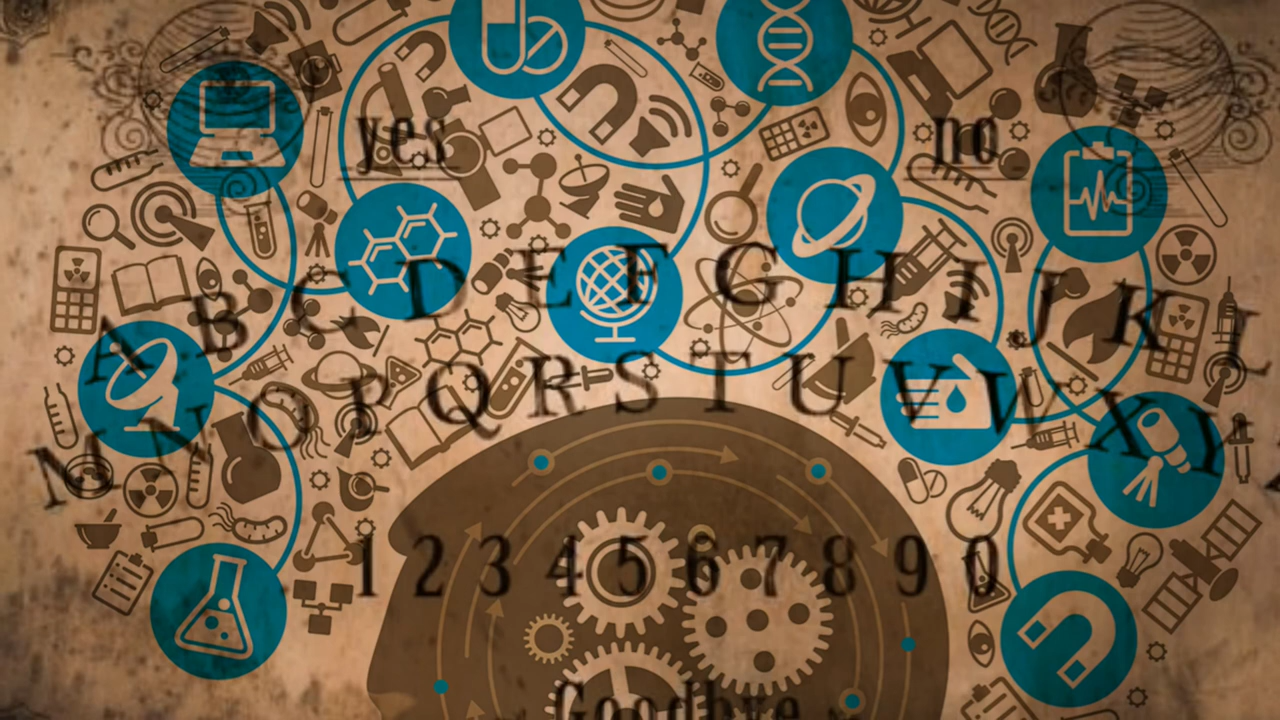 yes no
A B C D E F G H I J K L
M N O P Q R S T U V W X Y
1 2 3 4 5 6 7 8 9 0
Goodbye